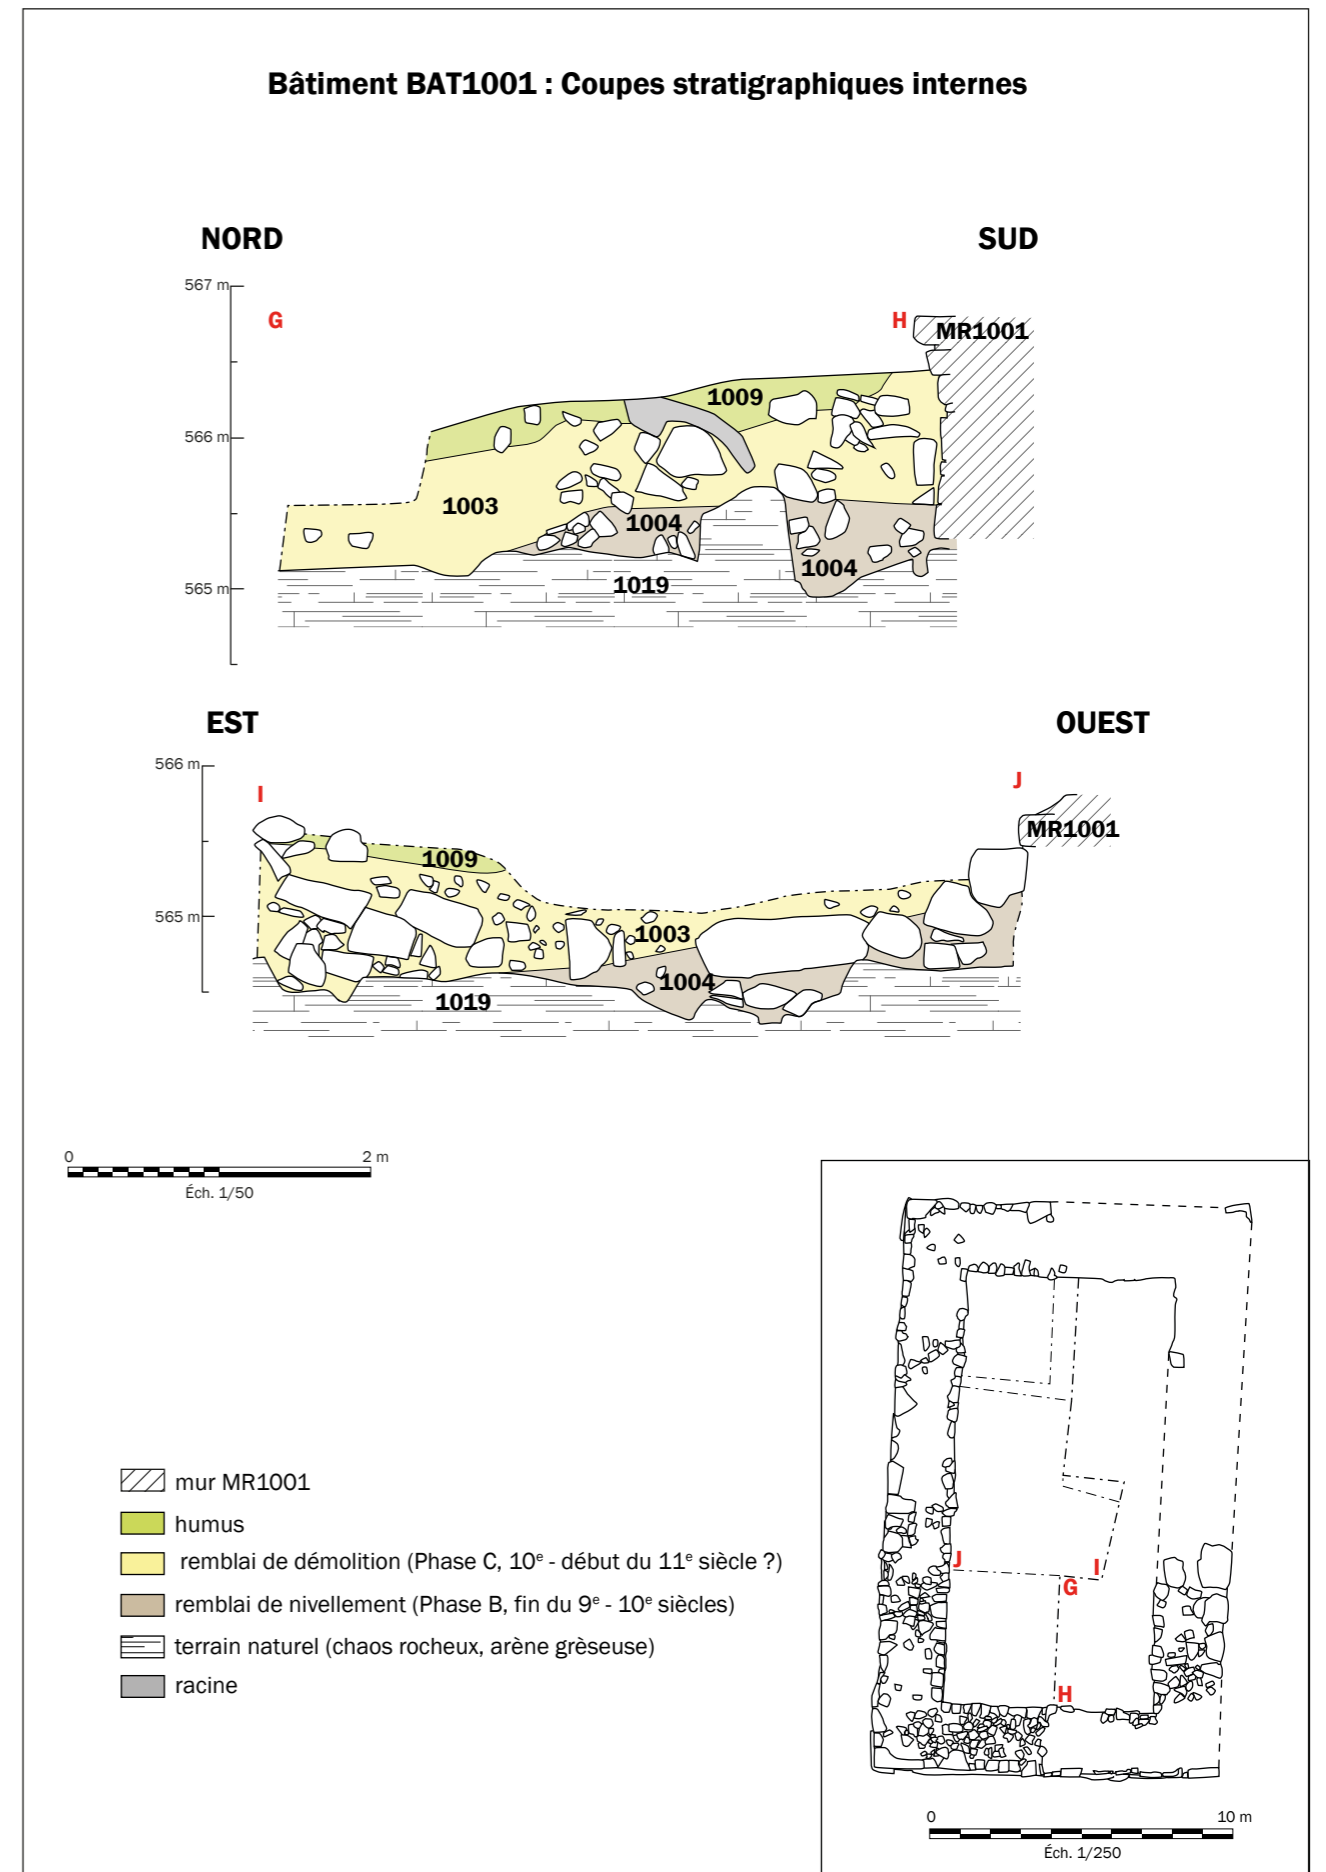 Bâtiment BAT1001 : Coupes stratigraphiques internes
NORD
SUD
567 m
G
H
MR1001
1009
566 m
1003
1004
1004
565 m
1019
EST
OUEST
566 m
I
J
MR1001
1009
565 m
1003
1004
1019
0
2 m
Éch. 1/50
mur MR1001
humus
remblai de démolition (Phase C, 10e - début du 11e siècle ?)
remblai de nivellement (Phase B, fin du 9e - 10e siècles)
terrain naturel (chaos rocheux, arène grèseuse)
racine
J
I
G
H
0
10 m
Éch. 1/250